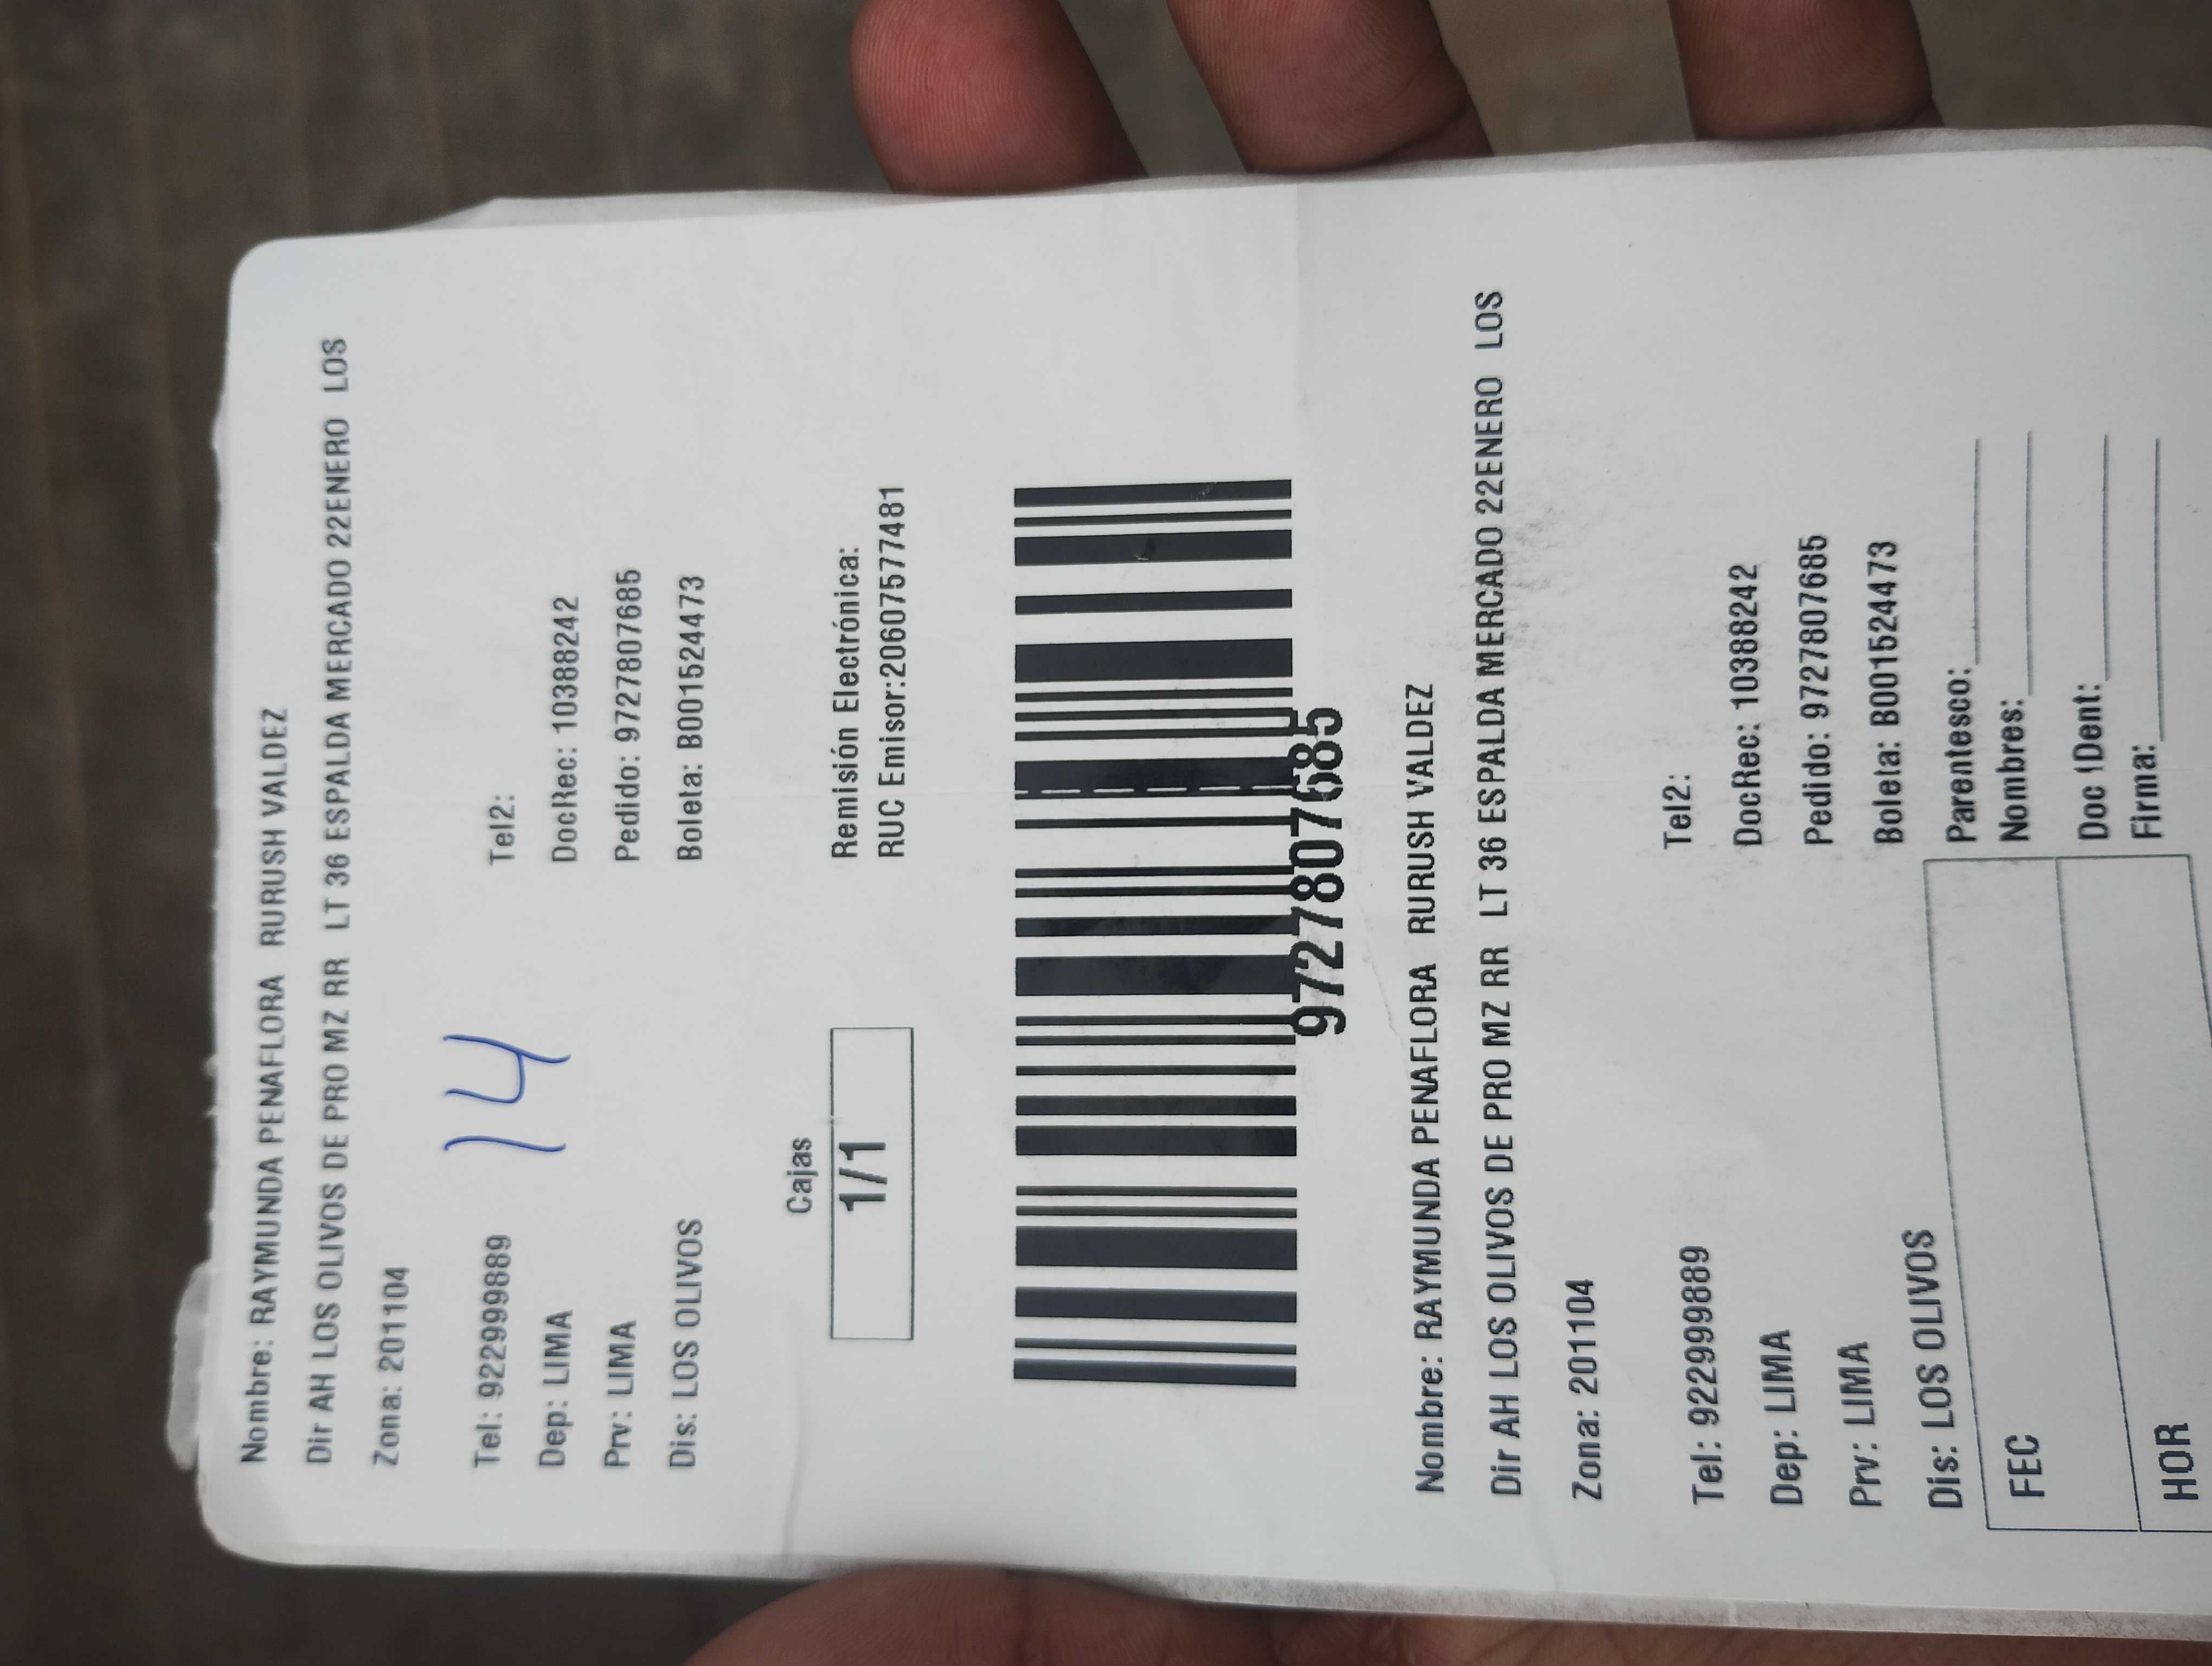 Nombre: RAYMUNDA PENAFLORA RURUSH VALDEZ
Dir AH LOS OLIVOS DE PRO MZ RR LT 36 ESPALDA MERCADO 22ENERO LOS
Zona: 201104
14
Tel: 922999889 Tel2:
Dep: LIMA DocRec: 10388242
Prv: LIMA Pedido: 972780​7685
Dis: LOS OLIVOS Boleta: B001524473
Cajas
1/1
Remisión Electrónica:
RUC Emisor:20607577481
9727807685
Nombre: RAYMUNDA PENAFLORA RURUSH VALDEZ
Dir AH LOS OLIVOS DE PRO MZ RR LT 36 ESPALDA MERCADO 22ENERO LOS
Zona: 201104
Tel: 922999889 Tel2:
Dep: LIMA DocRec: 10388242
Prv: LIMA Pedido: 9727807685
Dis: LOS OLIVOS Boleta: B001524473
FEC
HOR
Parentesco:
Nombres:
Doc IDent:
Firma: